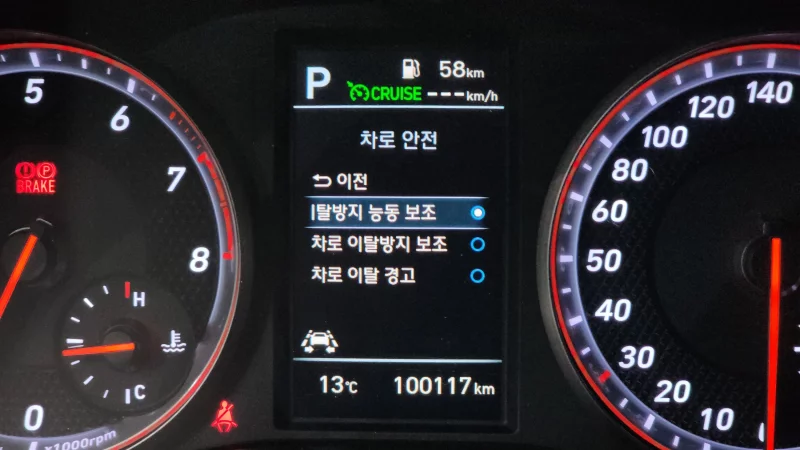 P
58km
CRUISE ---km/h
차로 안전
이전
탈방지 능동 보조
차로 이탈방지 보조
차로 이탈 경고
13℃ 100117 km
5
6
7
8
BRAKE
P
H
C
0
x1000rpm
140
120
100
80
60
50
40
30
20
10